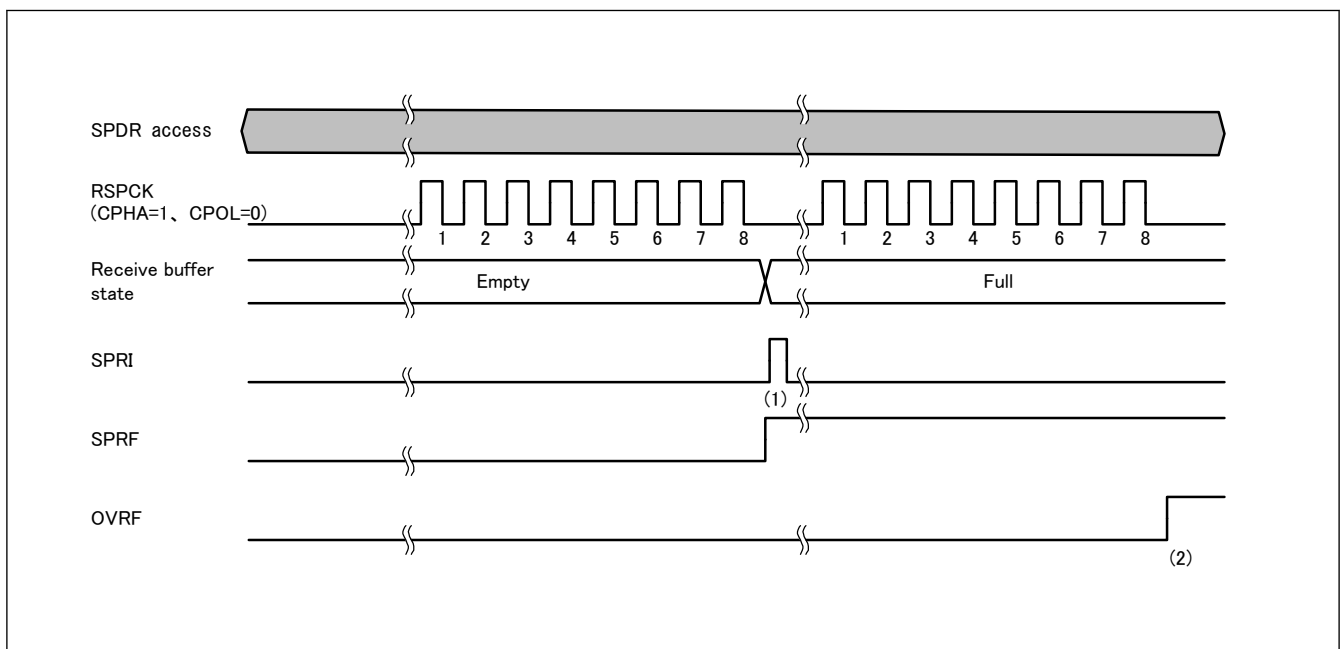 SPDR access
RSPCK
(CPHA=1、 CPOL=0)
1 2 3 4 5 6 7 8 1 2 3 4 5 6 7 8
Receive buffer
state
Empty Full
SPRI
(1)
SPRF
OVRF
(2)